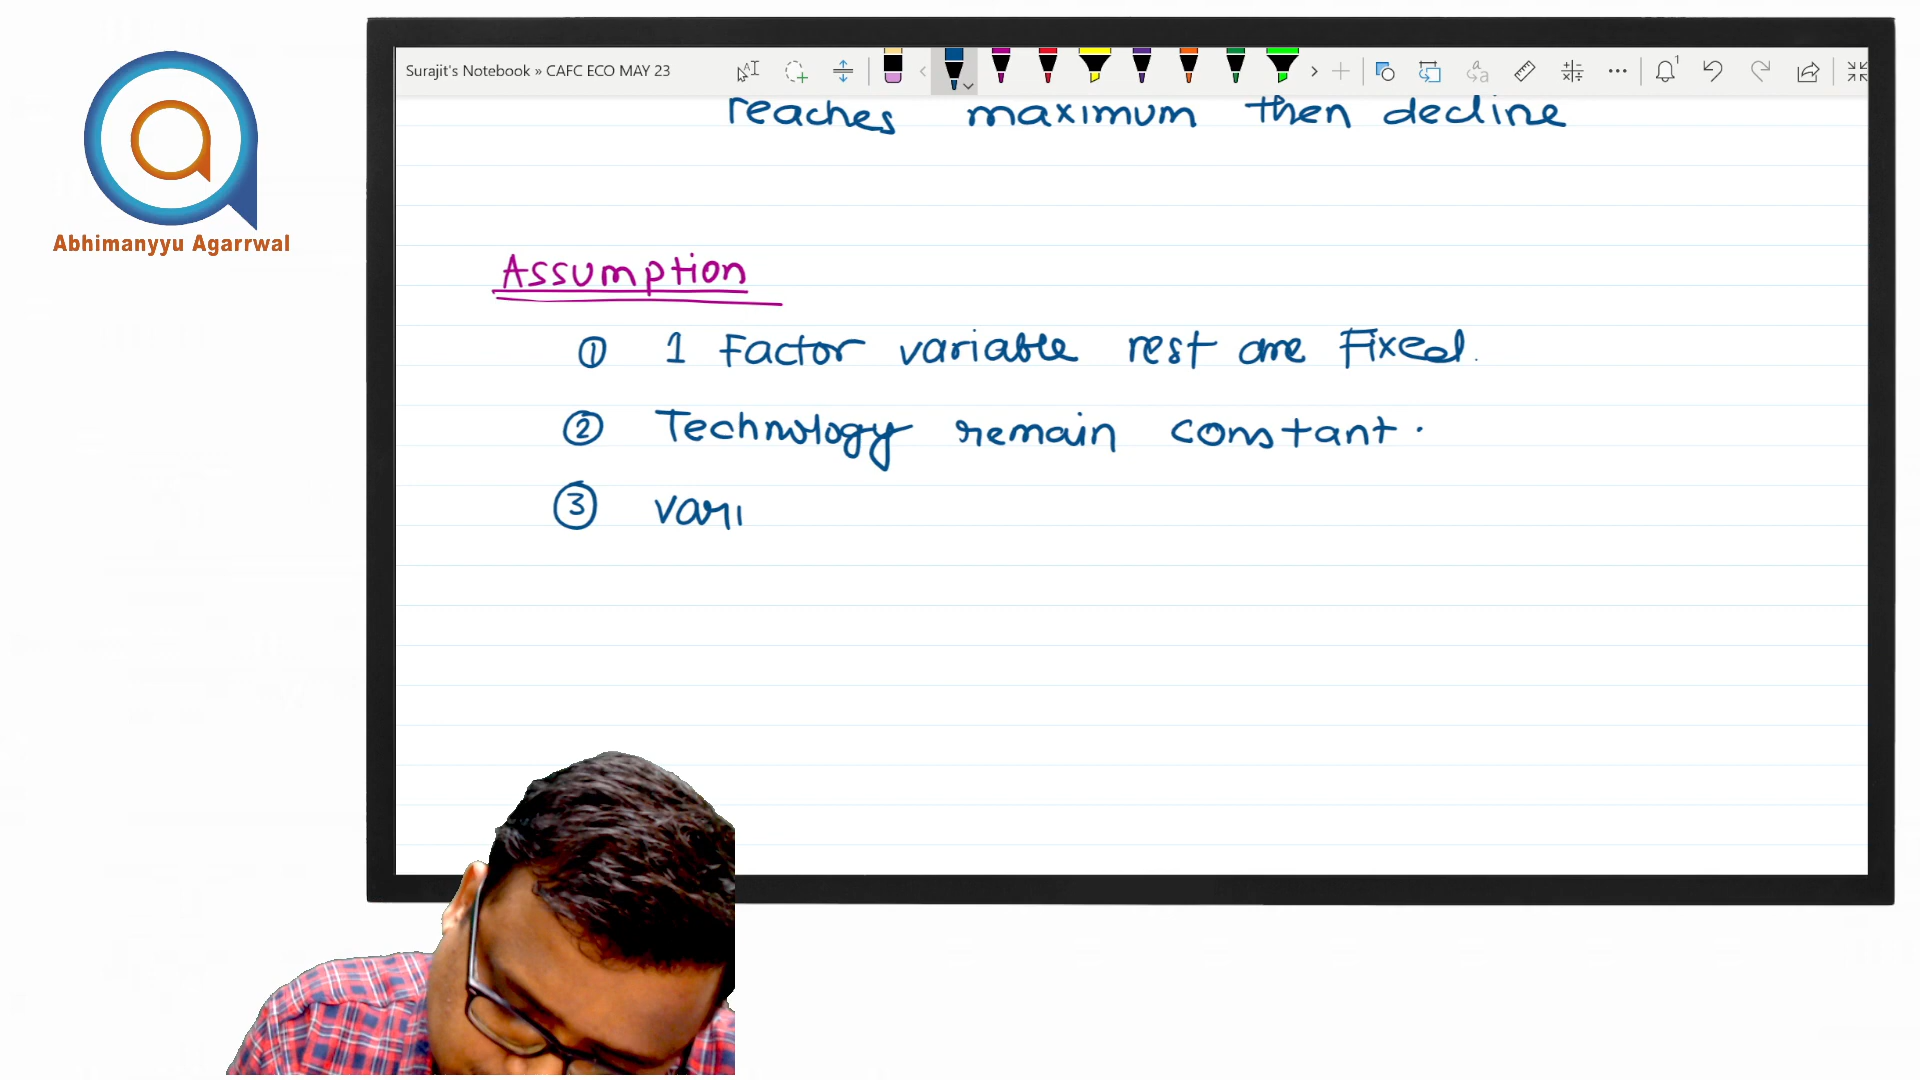 Surajit's Notebook » CAFC ECO MAY 23
reaches maximum then decline
Abhimanyyu Agarrwal
Assumption
① 1 Factor variable rest are Fixed.
② Technology remain constant.
③ vari